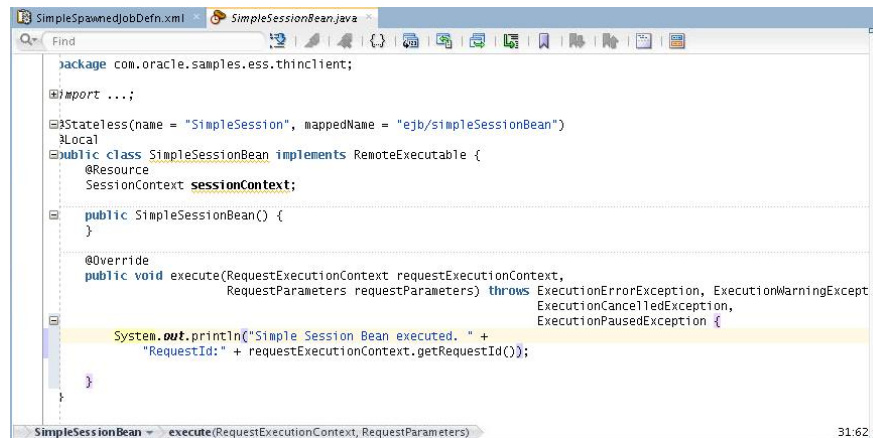 SimpleSpawnedJobDefn.xml
SimpleSessionBean.java
Find
package com.oracle.samples.ess.thinclient;
import ...;
@Stateless(name = "SimpleSession", mappedName = "ejb/simpleSessionBean")
@Local
public class SimpleSessionBean implements RemoteExecutable {
@Resource
SessionContext sessionContext;
public SimpleSessionBean() {
}
@Override
public void execute(RequestExecutionContext requestExecutionContext,
RequestParameters requestParameters) throws ExecutionErrorException, ExecutionWarningExcept
ExecutionCancelledException,
ExecutionPausedException {
System.out.println("Simple Session Bean executed. " +
"RequestId:" + requestExecutionContext.getRequestId());
}
}
SimpleSessionBean execute(RequestExecutionContext, RequestParameters) 31:62